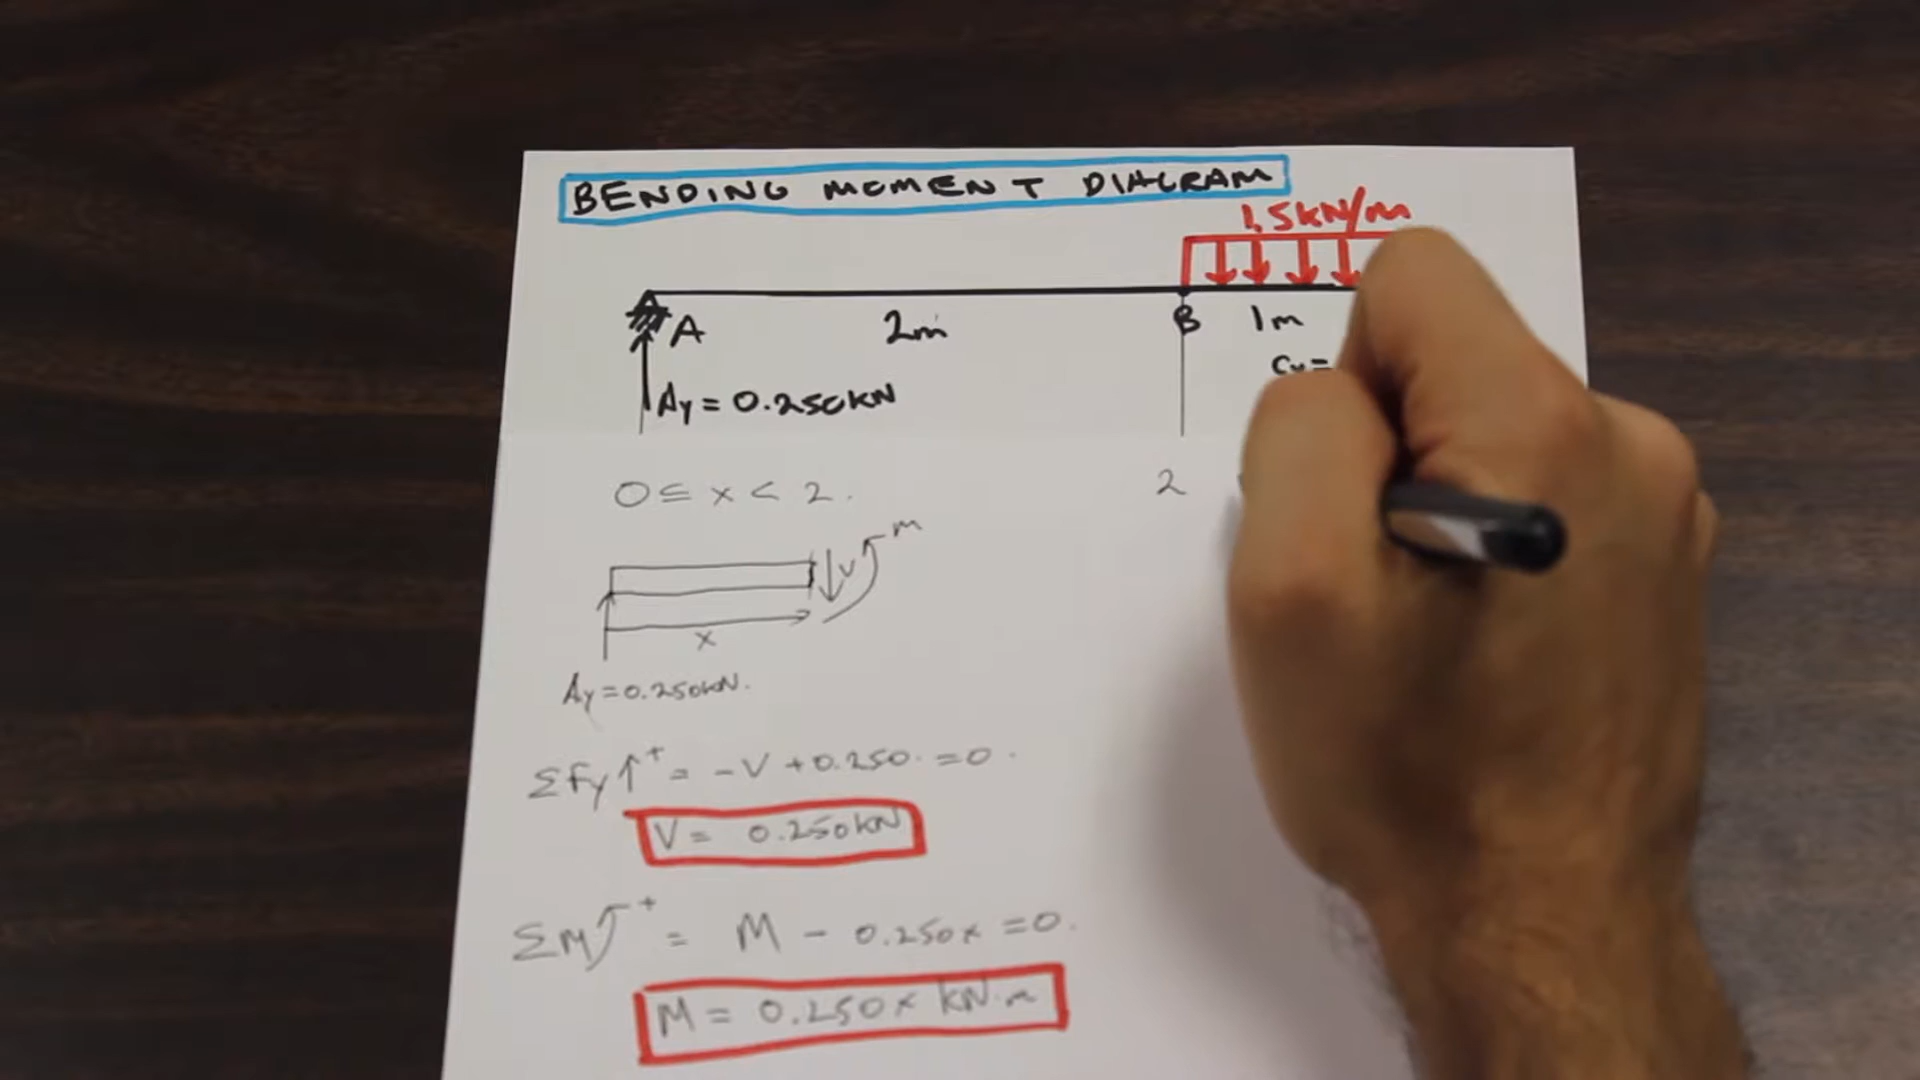 BENDING MOMENT DIAGRAM
1.5kN/m
A
2m
B
1m
Cy=
Ay=0.250kN
0≤x<2.
2
M
V
x
Ay=0.250kN.
ΣFy↑+= -V+0.250.=0.
V= 0.250kN
ΣM+ = M - 0.250x =0.
M= 0.250x kN.m